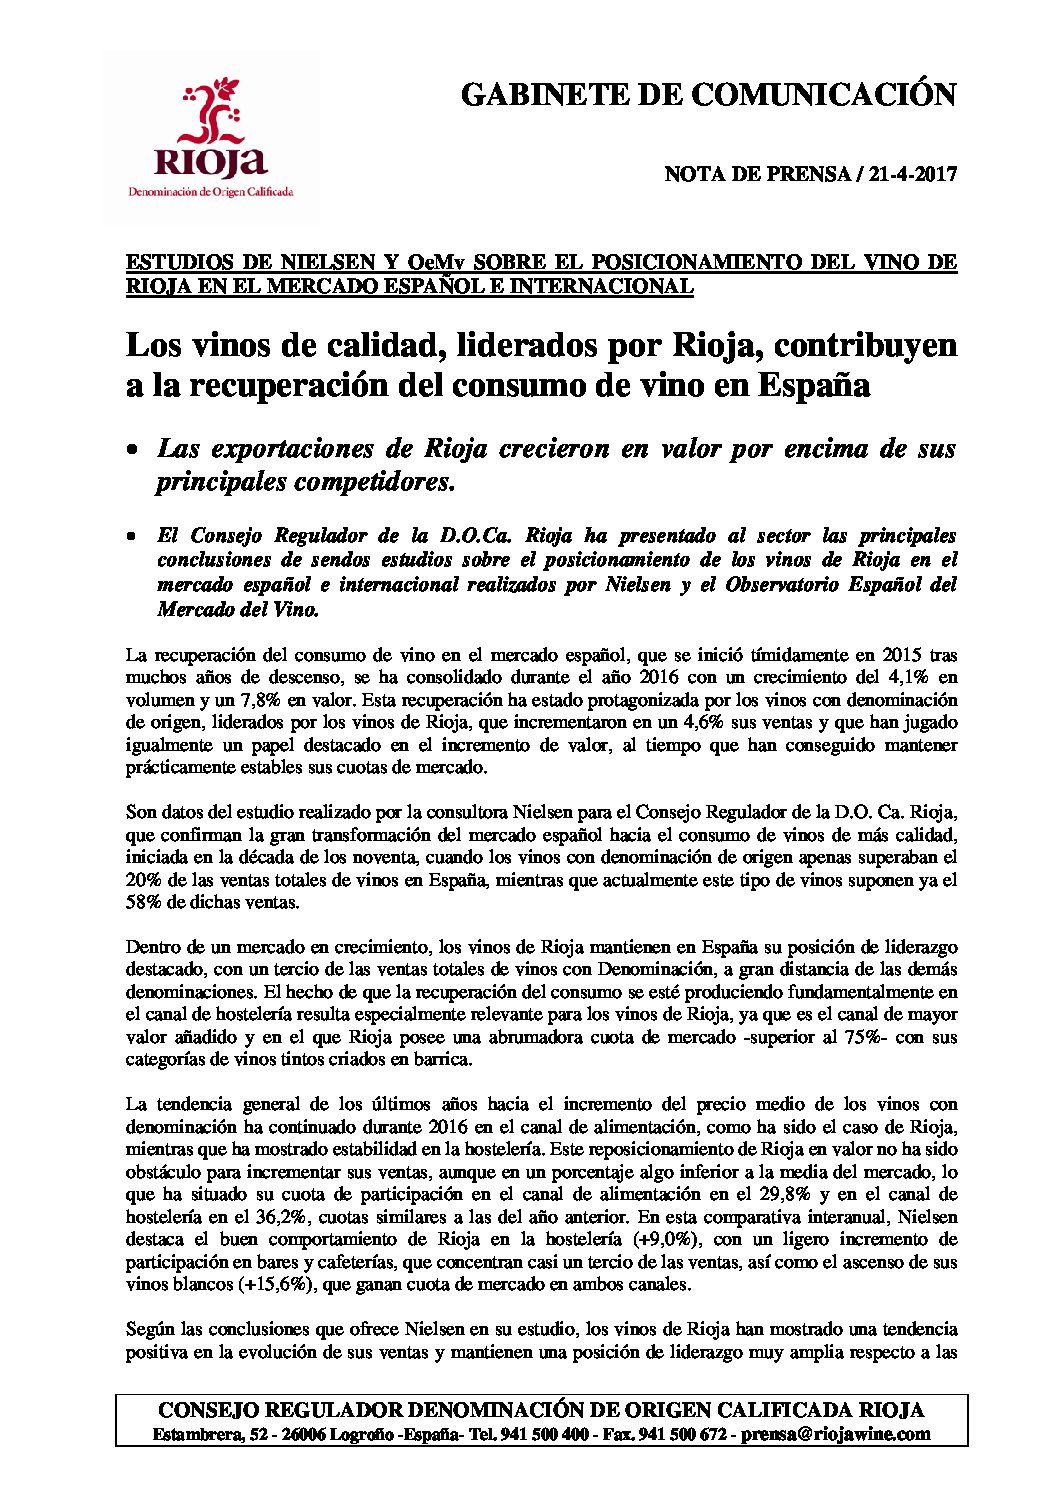 RIOJA
Denominación de Origen Calificada
GABINETE DE COMUNICACIÓN
NOTA DE PRENSA / 21-4-2017
ESTUDIOS DE NIELSEN Y OeMv SOBRE EL POSICIONAMIENTO DEL VINO DE
RIOJA EN EL MERCADO ESPAÑOL E INTERNACIONAL
Los vinos de calidad, liderados por Rioja, contribuyen
a la recuperación del consumo de vino en España
• Las exportaciones de Rioja crecieron en valor por encima de sus
principales competidores.
• El Consejo Regulador de la D.O.Ca. Rioja ha presentado al sector las principales
conclusiones de sendos estudios sobre el posicionamiento de los vinos de Rioja en el
mercado español e internacional realizados por Nielsen y el Observatorio Español del
Mercado del Vino.
La recuperación del consumo de vino en el mercado español, que se inició tímidamente en 2015 tras
muchos años de descenso, se ha consolidado durante el año 2016 con un crecimiento del 4,1% en
volumen y un 7,8% en valor. Esta recuperación ha estado protagonizada por los vinos con denominación
de origen, liderados por los vinos de Rioja, que incrementaron en un 4,6% sus ventas y que han jugado
igualmente un papel destacado en el incremento de valor, al tiempo que han conseguido mantener
prácticamente estables sus cuotas de mercado.
Son datos del estudio realizado por la consultora Nielsen para el Consejo Regulador de la D.O. Ca. Rioja,
que confirman la gran transformación del mercado español hacia el consumo de vinos de más calidad,
iniciada en la década de los noventa, cuando los vinos con denominación de origen apenas superaban el
20% de las ventas totales de vinos en España, mientras que actualmente este tipo de vinos suponen ya el
58% de dichas ventas.
Dentro de un mercado en crecimiento, los vinos de Rioja mantienen en España su posición de liderazgo
destacado, con un tercio de las ventas totales de vinos con Denominación, a gran distancia de las demás
denominaciones. El hecho de que la recuperación del consumo se esté produciendo fundamentalmente en
el canal de hostelería resulta especialmente relevante para los vinos de Rioja, ya que es el canal de mayor
valor añadido y en el que Rioja posee una abrumadora cuota de mercado -superior al 75%- con sus
categorías de vinos tintos criados en barrica.
La tendencia general de los últimos años hacia el incremento del precio medio de los vinos con
denominación ha continuado durante 2016 en el canal de alimentación, como ha sido el caso de Rioja,
mientras que ha mostrado estabilidad en la hostelería. Este reposicionamiento de Rioja en valor no ha sido
obstáculo para incrementar sus ventas, aunque en un porcentaje algo inferior a la media del mercado, lo
que ha situado su cuota de participación en el canal de alimentación en el 29,8% y en el canal de
hostelería en el 36,2%, cuotas similares a las del año anterior. En esta comparativa interanual, Nielsen
destaca el buen comportamiento de Rioja en la hostelería (+9,0%), con un ligero incremento de
participación en bares y cafeterías, que concentran casi un tercio de las ventas, así como el ascenso de sus
vinos blancos (+15,6%), que ganan cuota de mercado en ambos canales.
Según las conclusiones que ofrece Nielsen en su estudio, los vinos de Rioja han mostrado una tendencia
positiva en la evolución de sus ventas y mantienen una posición de liderazgo muy amplia respecto a las
CONSEJO REGULADOR DENOMINACIÓN DE ORIGEN CALIFICADA RIOJA
Estambrera, 52 - 26006 Logroño -España- Tel. 941 500 400 - Fax. 941 500 672 - prensa@riojawine.com